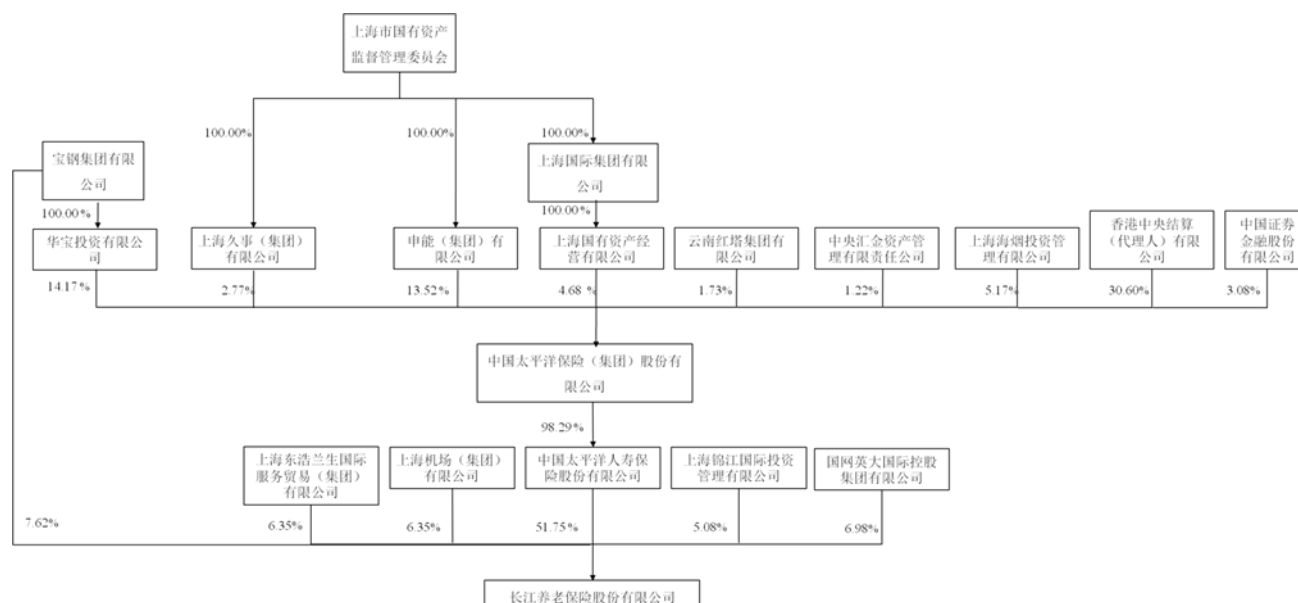 上海市国有资产
监督管理委员会
100.00%
100.00%
100.00%
宝钢集团有限
公司
上海国际集团有限
公司
100.00%
100.00%
华宝投资有限公
司
上海久事（集团）
有限公司
申能（集团）有
限公司
上海国有资产经
营有限公司
云南红塔集团有
限公司
中央汇金资产管
理有限责任公司
上海海烟投资管
理有限公司
香港中央结算
（代理人）有限
公司
中国证券
金融股份
有限公司
14.17%
2.77%
13.52%
4.68 %
1.73%
1.22%
5.17%
30.60%
3.08%
中国太平洋保险（集团）股份有
限公司
98.29%
上海东浩兰生国际
服务贸易（集团）
有限公司
上海机场（集团）
有限公司
中国太平洋人寿保
险股份有限公司
上海锦江国际投资
管理有限公司
国网英大国际控股
集团有限公司
7.62%
6.35%
6.35%
51.75%
5.08%
6.98%
长江养老保险股份有限公司